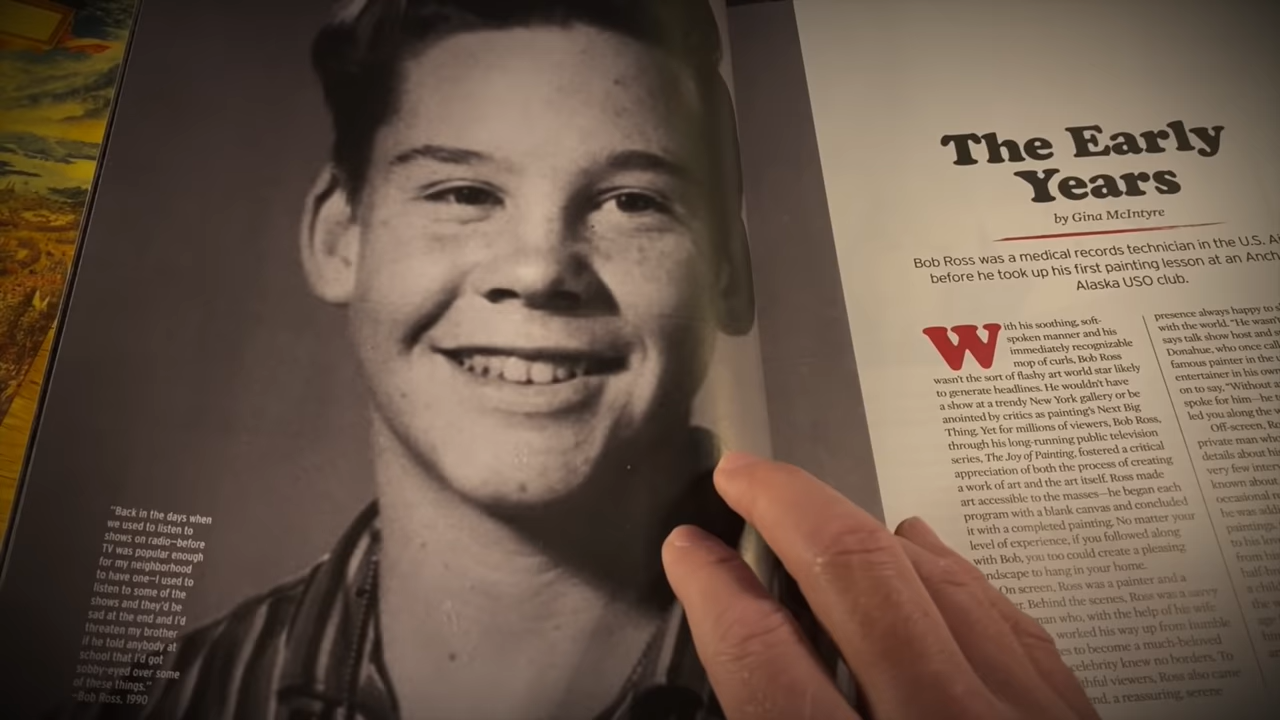 "Back in the days when
we used to listen to
shows on radio—before
TV was popular enough
for my neighborhood
to have one—I used to
listen to some of the
shows and they'd be
sad at the end and I'd
threaten my brother
if he told anybody at
school that I'd got
sobby-eyed over some
of these things."
–Bob Ross, 1990
The Early
Years
by Gina McIntyre
Bob Ross was a medical records technician in the U.S.
before he took up his first painting lesson at an
Alaska USO club.
With his soothing, soft-
spoken manner and his
immediately recognizable
mop of curls, Bob Ross
wasn't the sort of flashy art world star likely
to generate headlines. He wouldn't have
a show at a trendy New York gallery or be
anointed by critics as painting's Next Big
Thing. Yet for millions of viewers, Bob Ross,
through his long-running public television
series, The Joy of Painting, fostered a critical
appreciation of both the process of creating
a work of art and the art itself. Ross made
art accessible to the masses—he began each
program with a blank canvas and concluded
it with a completed painting. No matter your
level of experience, if you followed along
with Bob, you too could create a pleasing
to hang in your home.
On screen, Ross was a painter and a
Behind the scenes, Ross was a savvy
who, with the help of his wife
worked his way up from humble
to become a much-beloved
celebrity knew no borders. To
viewers, Ross also came
a reassuring, serene
presence always happy to
with the world. "He wasn't
says talk show host and
Donahue, who once
famous painter in the
entertainer in his own
on to say, "Without a
spoke for him—he
led you along the
Off-screen,
private man who
details about his
very few
known about
occasional
he was
to his
from his